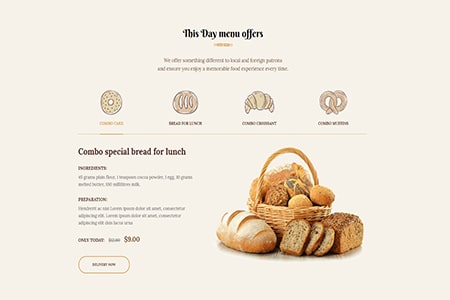 This Day menu offers
We offer something different to local and foreign patrons
and ensure you enjoy a memorable food experience every time.
COMBO CAKE
BREAD FOR LUNCH
COMBO CROISSANT
COMBO MUFFINS
Combo special bread for lunch
INGREDIENTS:
45 grams plain flour, 1 teaspoon cocoa powder, 1 egg, 10 grams
melted butter, 100 millilitres milk.
PREPARATION:
Hendrerit ac nisi Lorem ipsum dolor sit amet, consectetur
adipiscing elit. Lorem ipsum dolor sit amet, consectetur
adipiscing elit duis lacus urna
ONLY TODAY: $12.00 $9.00
DELIVERY NOW